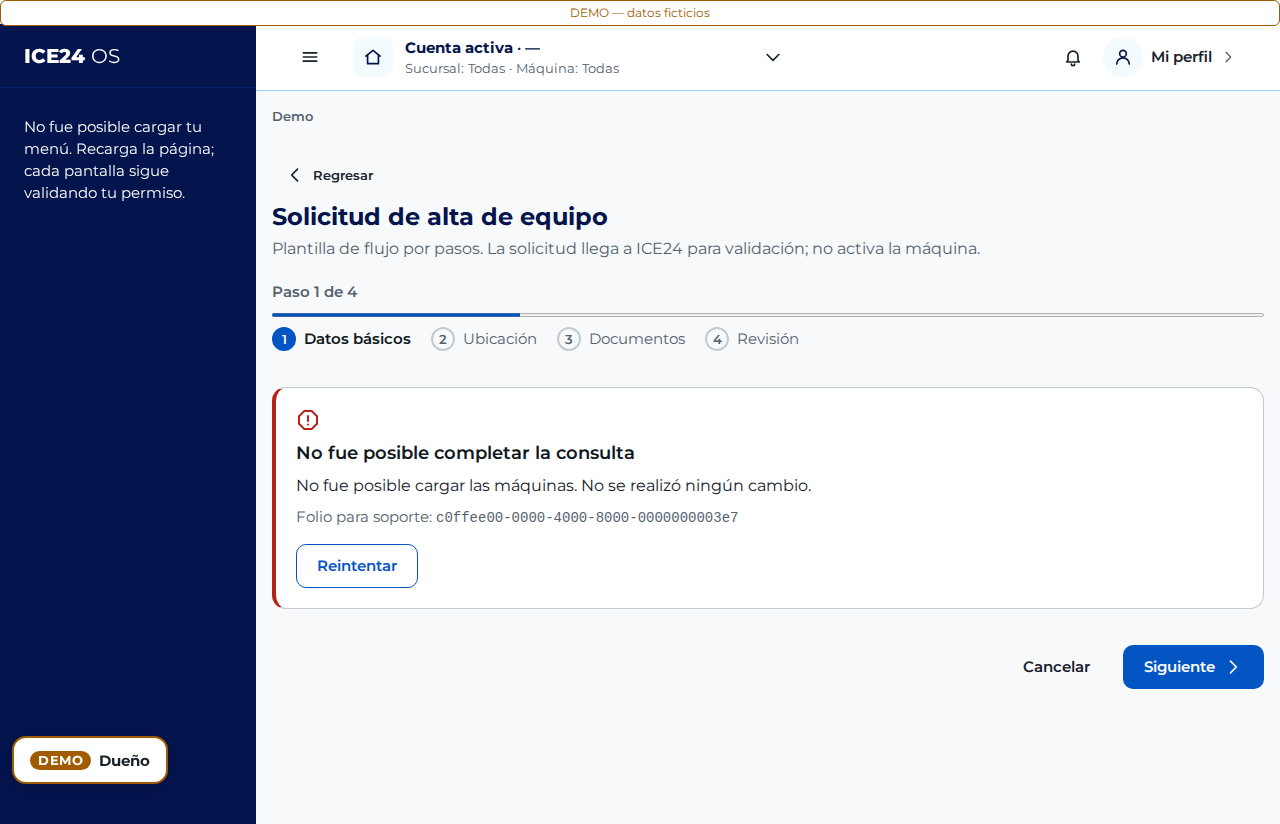 DEMO — datos ficticios
ICE24 OS
No fue posible cargar tu
menú. Recarga la página;
cada pantalla sigue
validando tu permiso.
DEMO Dueño
Cuenta activa · —
Sucursal: Todas · Máquina: Todas
Mi perfil
Demo
Regresar
Solicitud de alta de equipo
Plantilla de flujo por pasos. La solicitud llega a ICE24 para validación; no activa la máquina.
Paso 1 de 4
1 Datos básicos 2 Ubicación 3 Documentos 4 Revisión
No fue posible completar la consulta
No fue posible cargar las máquinas. No se realizó ningún cambio.
Folio para soporte: c0ffee00-0000-4000-8000-0000000003e7
Reintentar
Cancelar
Siguiente